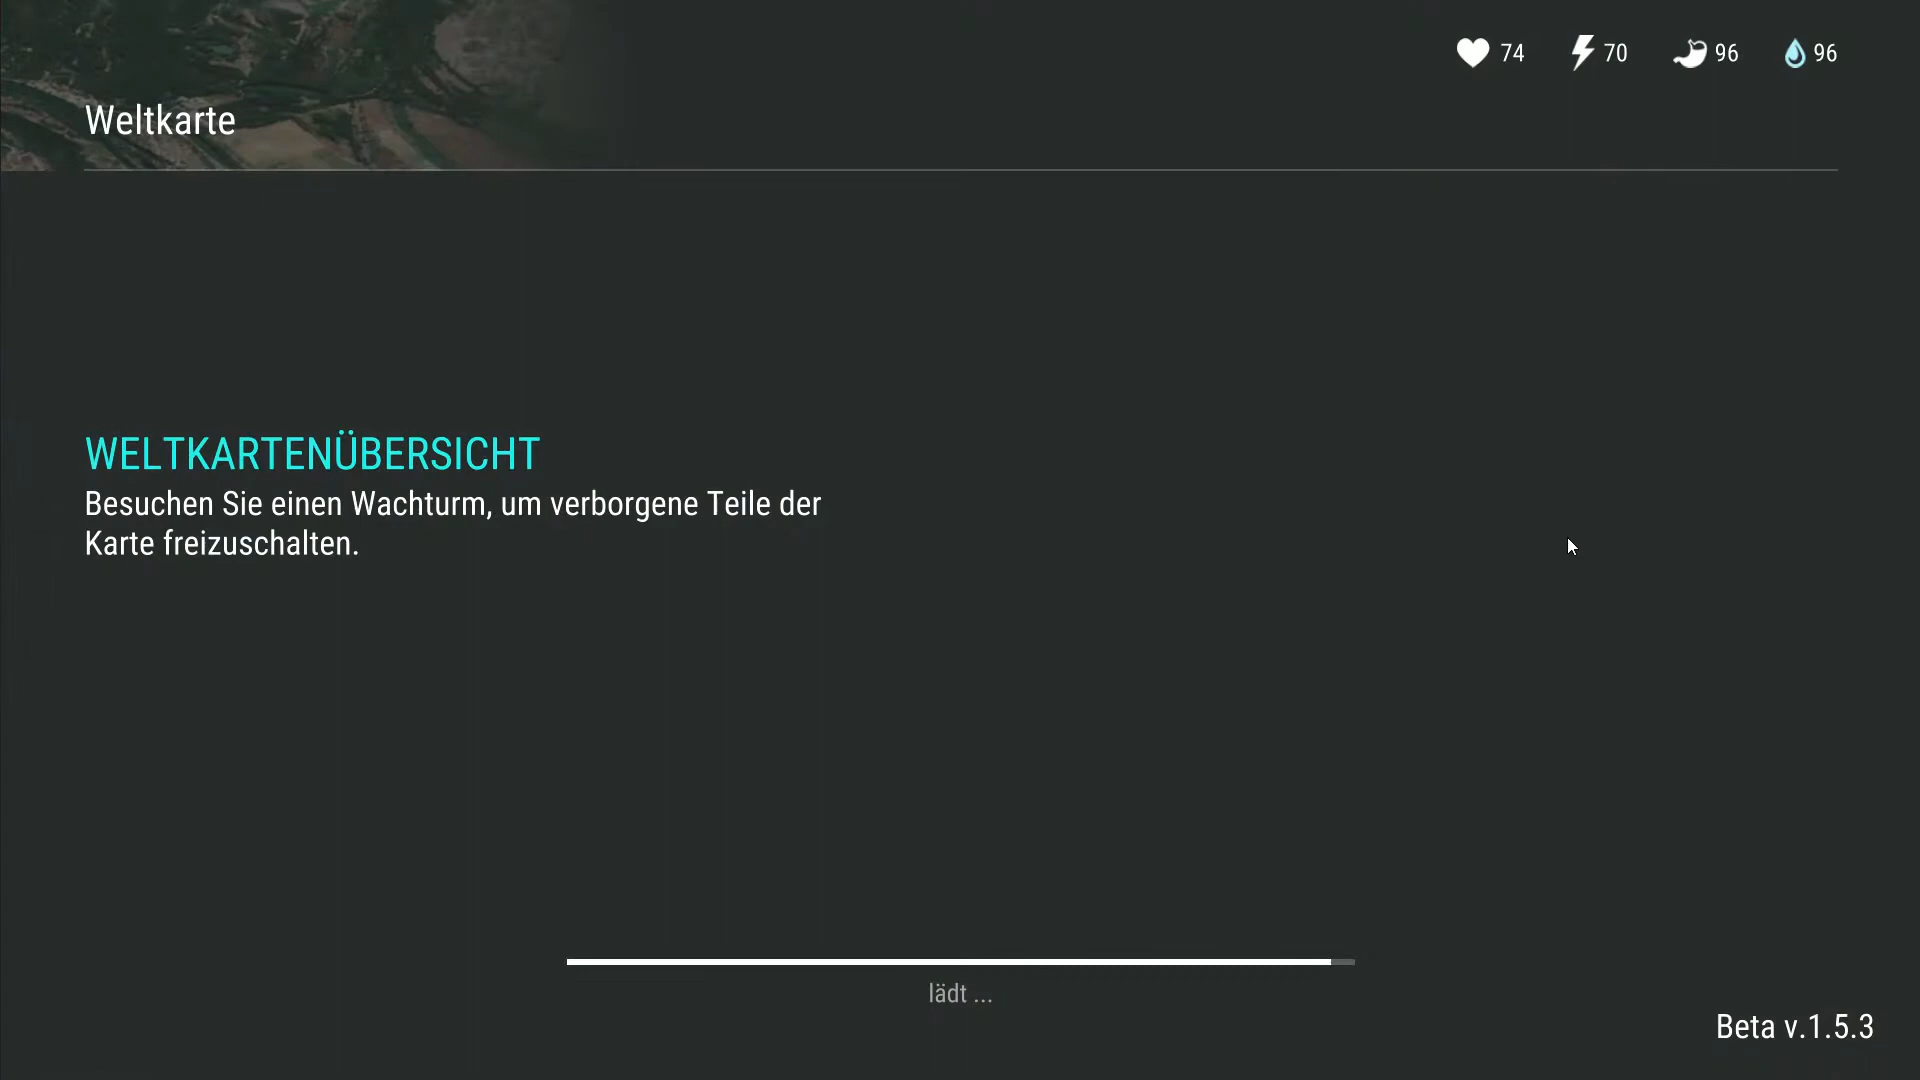 74 70 96 96
Weltkarte
WELTKARTENÜBERSICHT
Besuchen Sie einen Wachturm, um verborgene Teile der
Karte freizuschalten.
lädt ...
Beta v.1.5.3